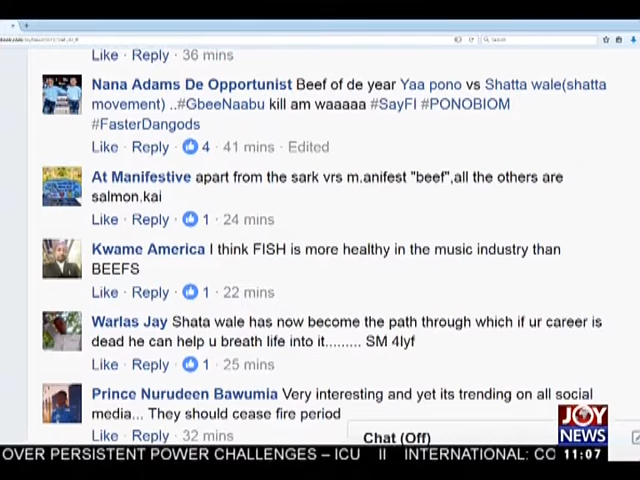 Like · Reply · 36 mins
Nana Adams De Opportunist Beef of de year Yaa pono vs Shatta wale(shatta
movement) ..#GbeeNaabu kill am waaaaa #SayFI #PONOBIOM
#FasterDangods
Like · Reply · 4 · 41 mins · Edited
At Manifestive apart from the sark vrs m.anifest "beef",all the others are
salmon.kai
Like · Reply · 1 · 24 mins
Kwame America I think FISH is more healthy in the music industry than
BEEFS
Like · Reply · 1 · 22 mins
Warlas Jay Shata wale has now become the path through which if ur career is
dead he can help u breath life into it......... SM 4lyf
Like · Reply · 1 · 25 mins
Prince Nurudeen Bawumia Very interesting and yet its trending on all social
media... They should cease fire period
Like · Reply · 32 mins
Chat (Off)
JOY
NEWS
OVER PERSISTENT POWER CHALLENGES – ICU II INTERNATIONAL: CO
11:07